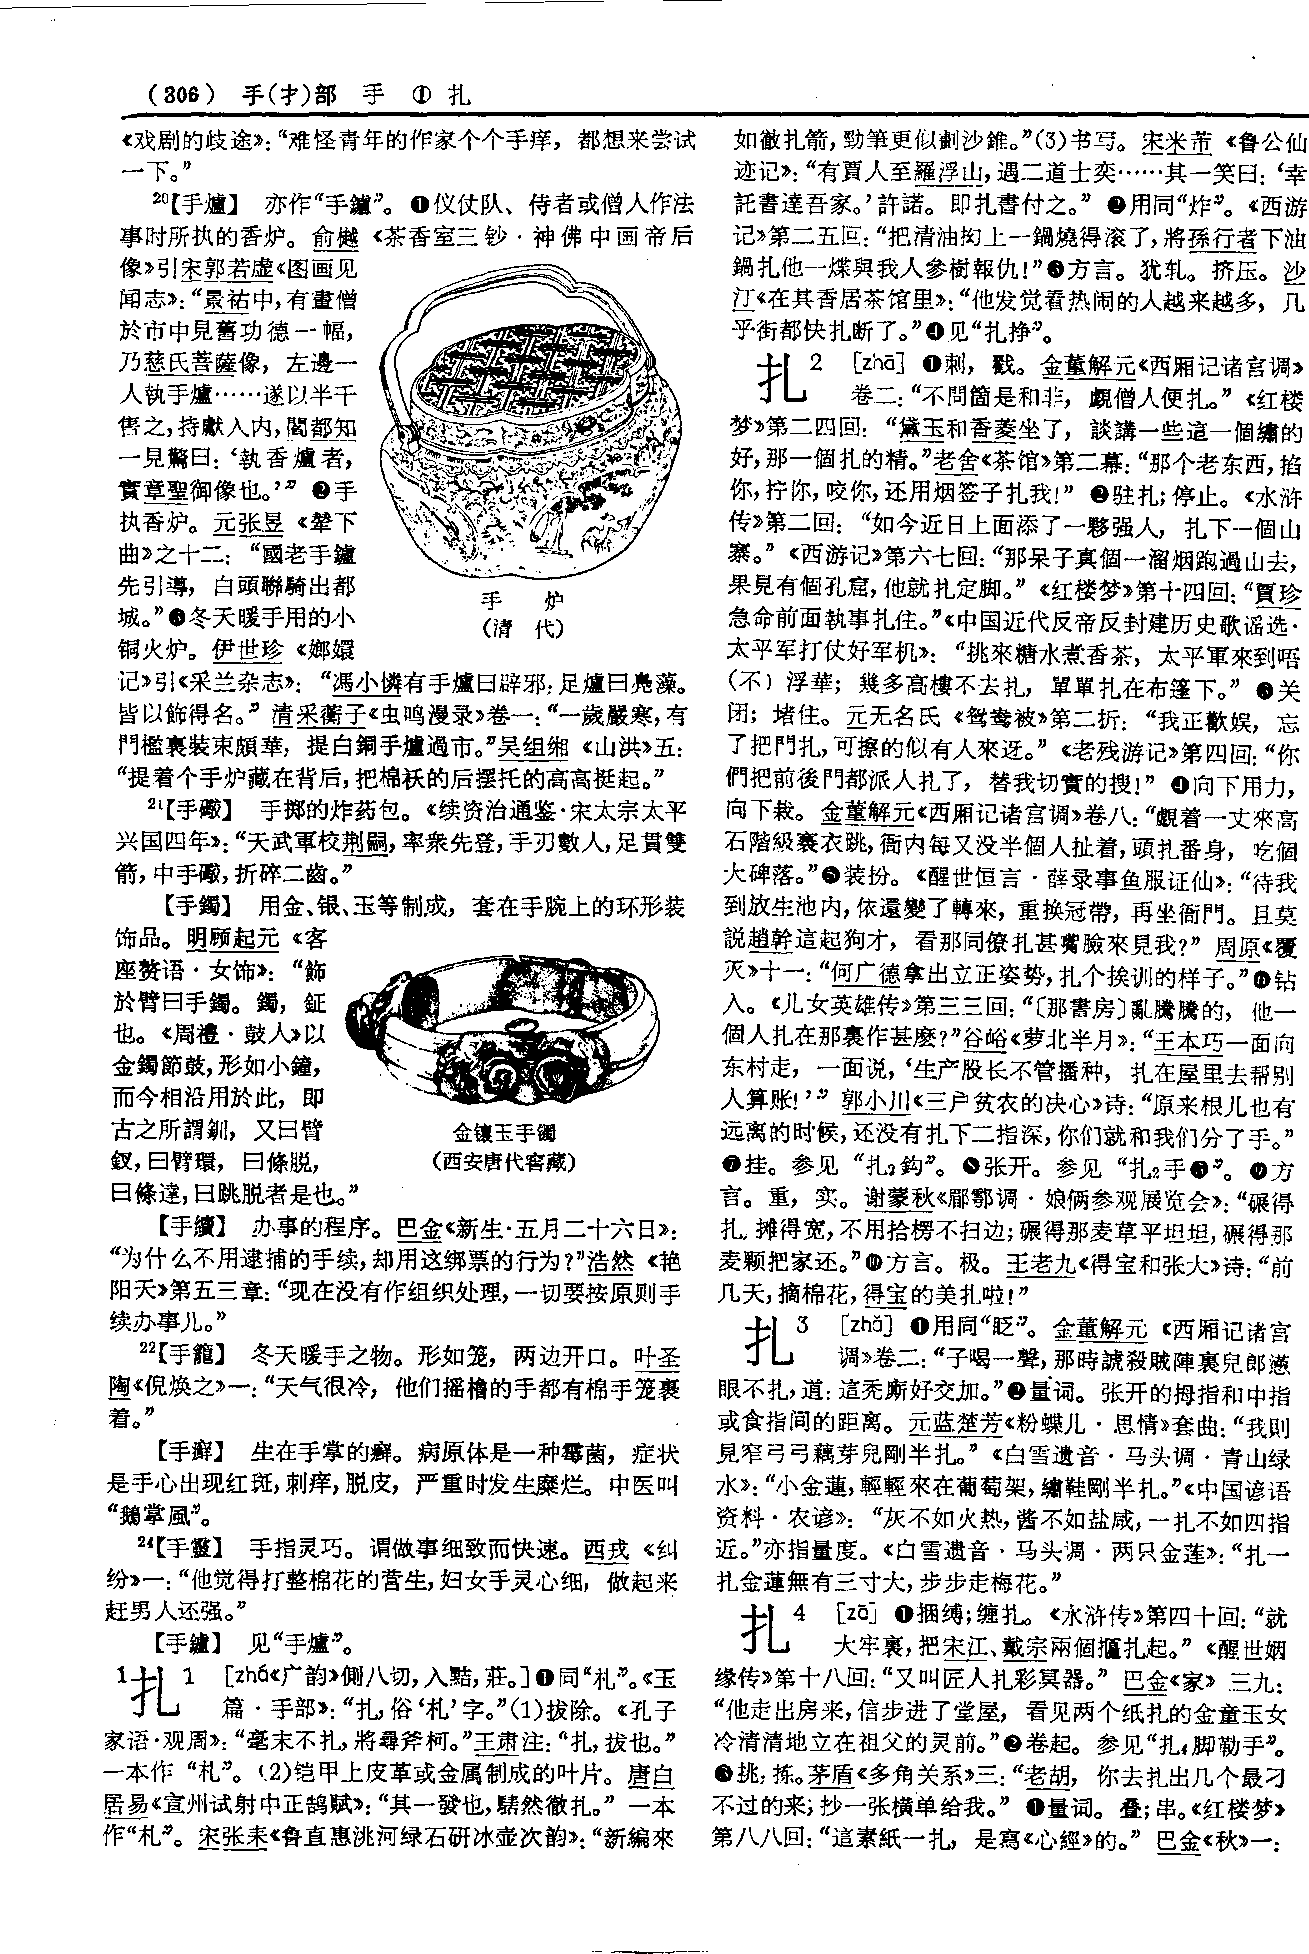 （306） 手(才)部 手 ① 扎
《戏剧的歧途》：“难怪青年的作家个个手痒，都想来尝试
一下。”
20【手爐】 亦作“手鑪”。❶仪仗队、侍者或僧人作法
事时所执的香炉。俞樾《茶香室三钞·神佛中画帝后
像》引宋郭若虚《图画见
闻志》：“景祐中，有畫僧
於市中見舊功德一幅，
乃慈氏菩薩像，左邊一
人執手爐……遂以半千
售之，持獻入内，閻都知
一見驚曰：‘執香爐者，
實章聖御像也。’”❷手
执香炉。元张昱《辇下
曲》之十二：“國老手鑪
先引導，白頭聯騎出都
城。”❸冬天暖手用的小
铜火炉。伊世珍《嫏嬛
记》引《采兰杂志》：“馮小憐有手爐曰辟邪，足爐曰鳧藻。
皆以飾得名。”清采蘅子《虫鸣漫录》卷一：“一歲嚴寒，有
門檻裏裝束頗華，提白銅手爐過市。”吴组缃《山洪》五：
“提着个手炉藏在背后，把棉袄的后摆托的高高挺起。”
手 炉
（清 代）
21【手礮】 手掷的炸药包。《续资治通鉴·宋太宗太平
兴国四年》：“天武軍校荆嗣，率衆先登，手刃數人，足貫雙
箭，中手礮，折碎二齒。”
【手鐲】 用金、银、玉等制成，套在手腕上的环形装
饰品。明顾起元《客
座赘语·女饰》：“飾
於臂曰手鐲。鐲，鉦
也。《周禮·鼓人》以
金鐲節鼓，形如小鐘，
而今相沿用於此，即
古之所謂釧，又曰臂
釵，曰臂環，曰條脱，
曰條達，曰跳脱者是也。”
金镶玉手镯
（西安唐代窖藏）
【手續】 办事的程序。巴金《新生·五月二十六日》：
“为什么不用逮捕的手续，却用这绑票的行为？”浩然《艳
阳天》第五三章：“现在没有作组织处理，一切要按原则手
续办事儿。”
22【手籠】 冬天暖手之物。形如笼，两边开口。叶圣
陶《倪焕之》一：“天气很冷，他们摇橹的手都有棉手笼裹
着。”
【手癬】 生在手掌的癣。病原体是一种霉菌，症状
是手心出现红斑，刺痒，脱皮，严重时发生糜烂。中医叫
“鵝掌風”。
24【手靈】 手指灵巧。谓做事细致而快速。西戎《纠
纷》一：“他觉得打整棉花的营生，妇女手灵心细，做起来
赶男人还强。”
【手鑪】 见“手爐”。
1扎1 [zhá《广韵》側八切，入黠，莊。]❶同“札”。《玉
篇·手部》：“扎，俗‘札’字。”(1)拔除。《孔子
家语·观周》：“毫末不扎，將尋斧柯。”王肃注：“扎，拔也。”
一本作“札”。(2)铠甲上皮革或金属制成的叶片。唐白
居易《宣州试射中正鹄赋》：“其一發也，騞然徹扎。”一本
作“札”。宋张耒《鲁直惠洮河绿石研冰壶次韵》：“新編來
如徹扎箭，勁筆更似劃沙錐。”(3)书写。宋米芾《鲁公仙
迹记》：“有賈人至羅浮山，遇二道士奕……其一笑曰：‘幸
託書達吾家。’許諾。即扎書付之。”❷用同“炸”。《西游
记》第二五回：“把清油拗上一鍋燒得滚了，將孫行者下油
鍋扎他一煠與我人參樹報仇！”❸方言。犹轧。挤压。沙
汀《在其香居茶馆里》：“他发觉看热闹的人越来越多，几
乎街都快扎断了。”❹见“扎挣”。
扎2 [zhā]❶刺，戳。金董解元《西厢记诸宫调》
卷二：“不問箇是和非，覷僧人便扎。”《红楼
梦》第二四回：“黛玉和香菱坐了，談講一些這一個繡的
好，那一個扎的精。”老舍《茶馆》第二幕：“那个老东西，掐
你，拧你，咬你，还用烟签子扎我！”❷驻扎；停止。《水浒
传》第二回：“如今近日上面添了一夥强人，扎下一個山
寨。”《西游记》第六七回：“那呆子真個一溜烟跑過山去，
果見有個孔窟，他就扎定脚。”《红楼梦》第十四回：“賈珍
急命前面執事扎住。”《中国近代反帝反封建历史歌谣选·
太平军打仗好军机》：“挑來糖水煮香茶，太平軍來到唔
（不）浮華；幾多高樓不去扎，單單扎在布篷下。”❸关
闭；堵住。元无名氏《鸳鸯被》第二折：“我正歡娱，忘
了把門扎，可擦的似有人來迓。”《老残游记》第四回：“你
們把前後門都派人扎了，替我切實的搜！”❹向下用力，
向下栽。金董解元《西厢记诸宫调》卷八：“覷着一丈來高
石階級褰衣跳，衙内每又没半個人扯着，頭扎番身，吃個
大碑落。”❺装扮。《醒世恒言·薛录事鱼服证仙》：“待我
到放生池内，依還變了轉來，重换冠帶，再坐衙門。且莫
説趙幹這起狗才，看那同僚扎甚嘴臉來見我？”周原《覆
灭》十一：“何广德拿出立正姿势，扎个挨训的样子。”❻钻
入。《儿女英雄传》第三三回：“〔那書房〕亂騰騰的，他一
個人扎在那裏作甚麽？”谷峪《萝北半月》：“王本巧一面向
东村走，一面说，‘生产股长不管播种，扎在屋里去帮别
人算账！’”郭小川《三户贫农的决心》诗：“原来根儿也有
远离的时候，还没有扎下二指深，你们就和我们分了手。”
❼挂。参见“扎2鈎”。❽张开。参见“扎2手❸”。❾方
言。重，实。谢蒙秋《郿鄠调·娘俩参观展览会》：“碾得
扎，摊得宽，不用拾楞不扫边；碾得那麦草平坦坦，碾得那
麦颗把家还。”❿方言。极。王老九《得宝和张大》诗：“前
几天，摘棉花，得宝的美扎啦！”
扎3 [zhǎ]❶用同“眨”。金董解元《西厢记诸宫
调》卷二：“子喝一聲，那時諕殺賊陣裏兒郎懣
眼不扎，道：這秃廝好交加。”❷量词。张开的拇指和中指
或食指间的距离。元蓝楚芳《粉蝶儿·思情》套曲：“我則
見窄弓弓藕芽兒剛半扎。”《白雪遗音·马头调·青山绿
水》：“小金蓮，輕輕來在葡萄架，繡鞋剛半扎。”《中国谚语
资料·农谚》：“灰不如火热，酱不如盐咸，一扎不如四指
近。”亦指量度。《白雪遗音·马头调·两只金莲》：“扎一
扎金蓮無有三寸大，步步走梅花。”
扎4 [zā]❶捆缚；缠扎。《水浒传》第四十回：“就
大牢裏，把宋江、戴宗兩個㨪扎起。”《醒世姻
缘传》第十八回：“又叫匠人扎彩冥器。”巴金《家》三九：
“他走出房来，信步进了堂屋，看见两个纸扎的金童玉女
冷清清地立在祖父的灵前。”❷卷起。参见“扎4脚勒手”。
❸挑；拣。茅盾《多角关系》三：“老胡，你去扎出几个最刁
不过的来；抄一张横单给我。”❹量词。叠；串。《红楼梦》
第八八回：“這素紙一扎，是寫《心經》的。”巴金《秋》一：